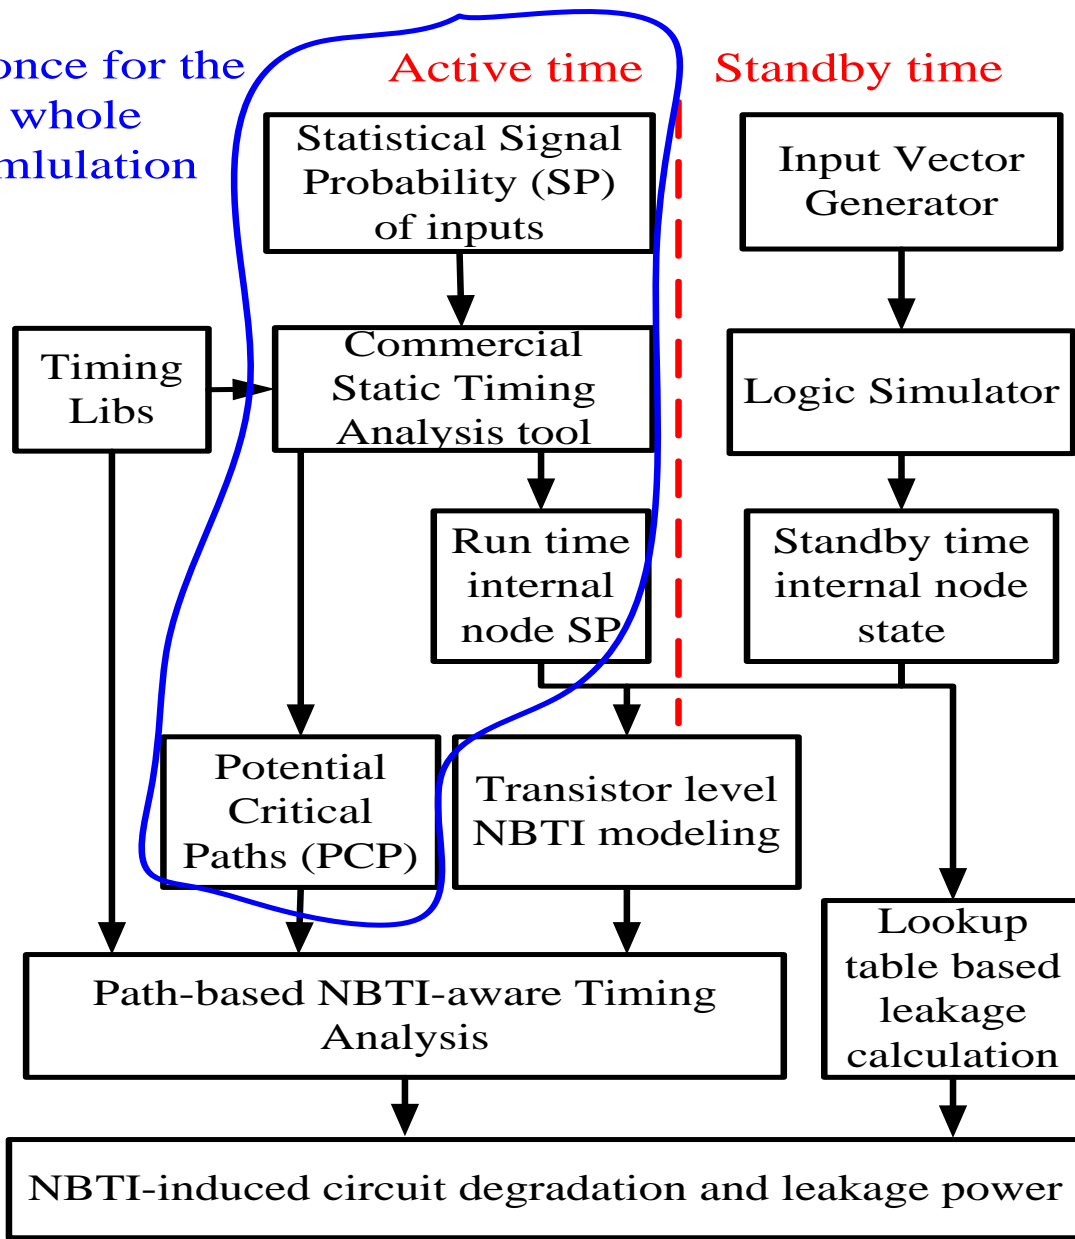 once for the
whole
mlulation
Active time
Standby time
Statistical Signal
Probability (SP)
of inputs
Input Vector
Generator
Timing
Libs
Commercial
Static Timing
Analysis tool
Logic Simulator
Run time
internal
node SP
Standby time
internal node
state
Potential
Critical
Paths (PCP)
Transistor level
NBTI modeling
Lookup
table based
leakage
calculation
Path-based NBTI-aware Timing
Analysis
NBTI-induced circuit degradation and leakage power